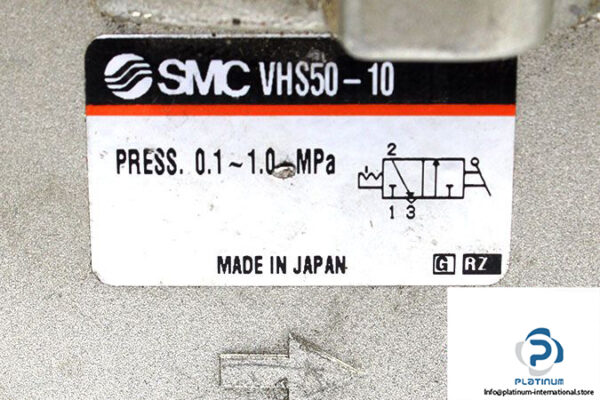 SMC VHS50-10
PRESS. 0.1~1.0 MPa
2
1 3
MADE IN JAPAN
G RZ
PLATINUM
Info@platinum-international.store